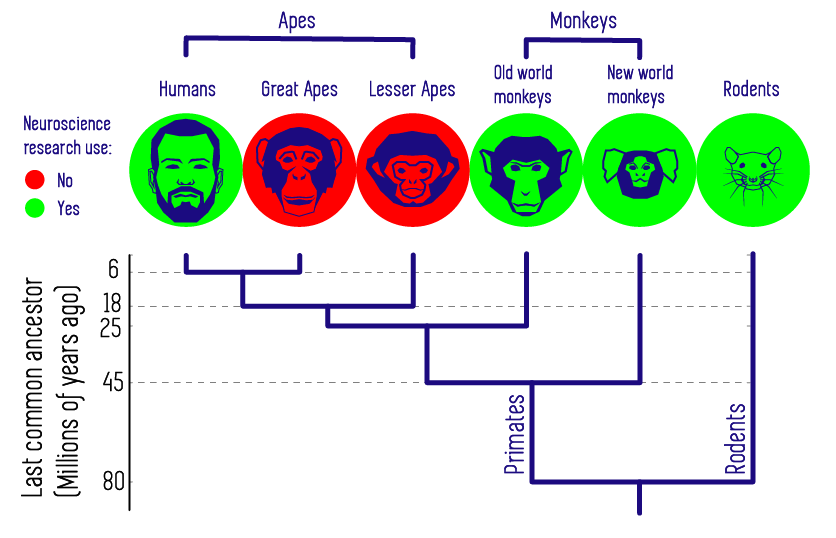 Apes
Monkeys
Humans
Great Apes
Lesser Apes
Old world
monkeys
New world
monkeys
Rodents
Neuroscience
research use:
No
Yes
Last common ancestor
(Millions of years ago)
6
18
25
45
80
Primates
Rodents